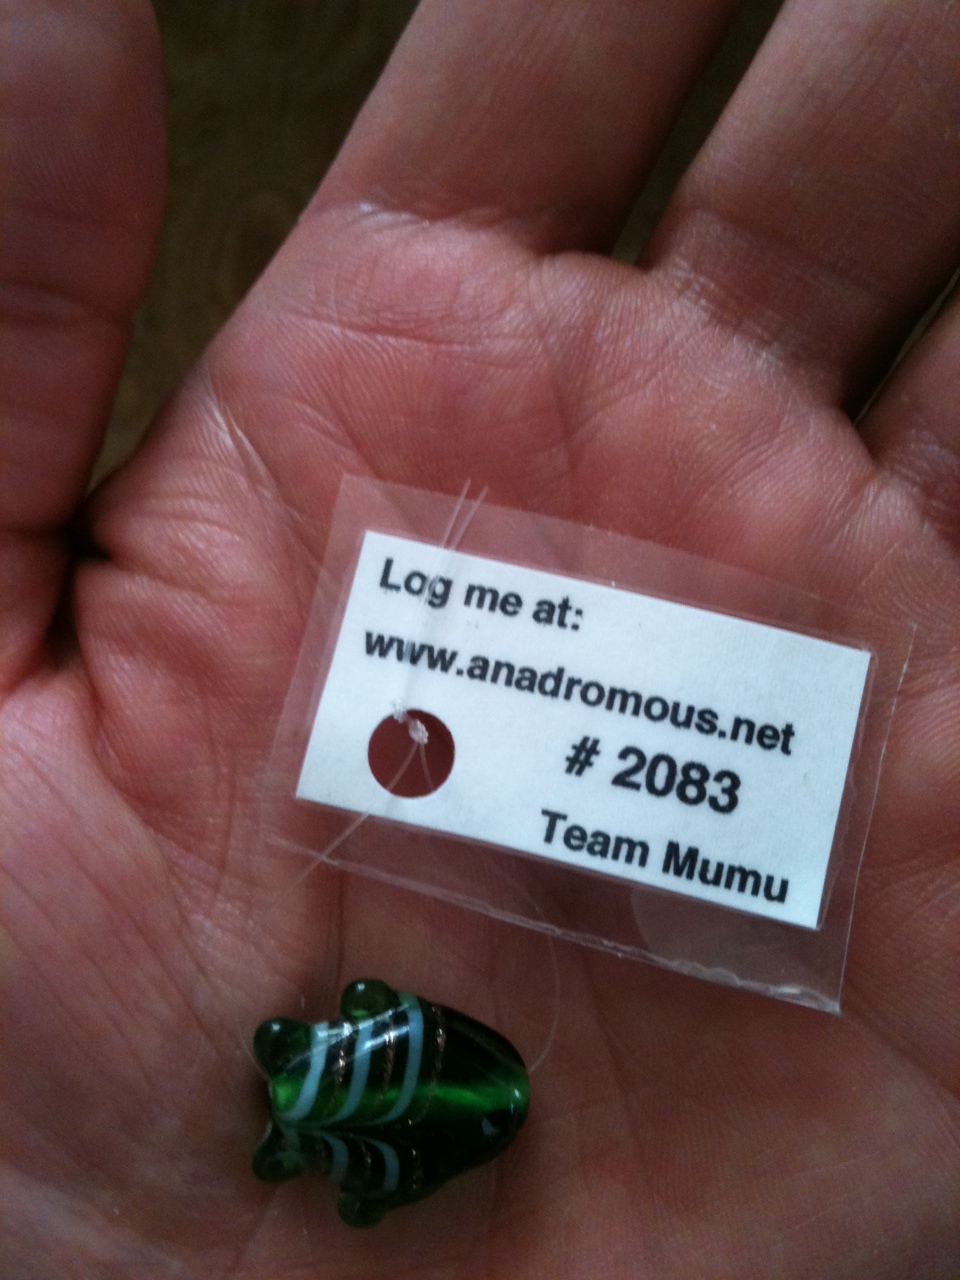 Log me at:
www.anadromous.net
# 2083
Team Mumu